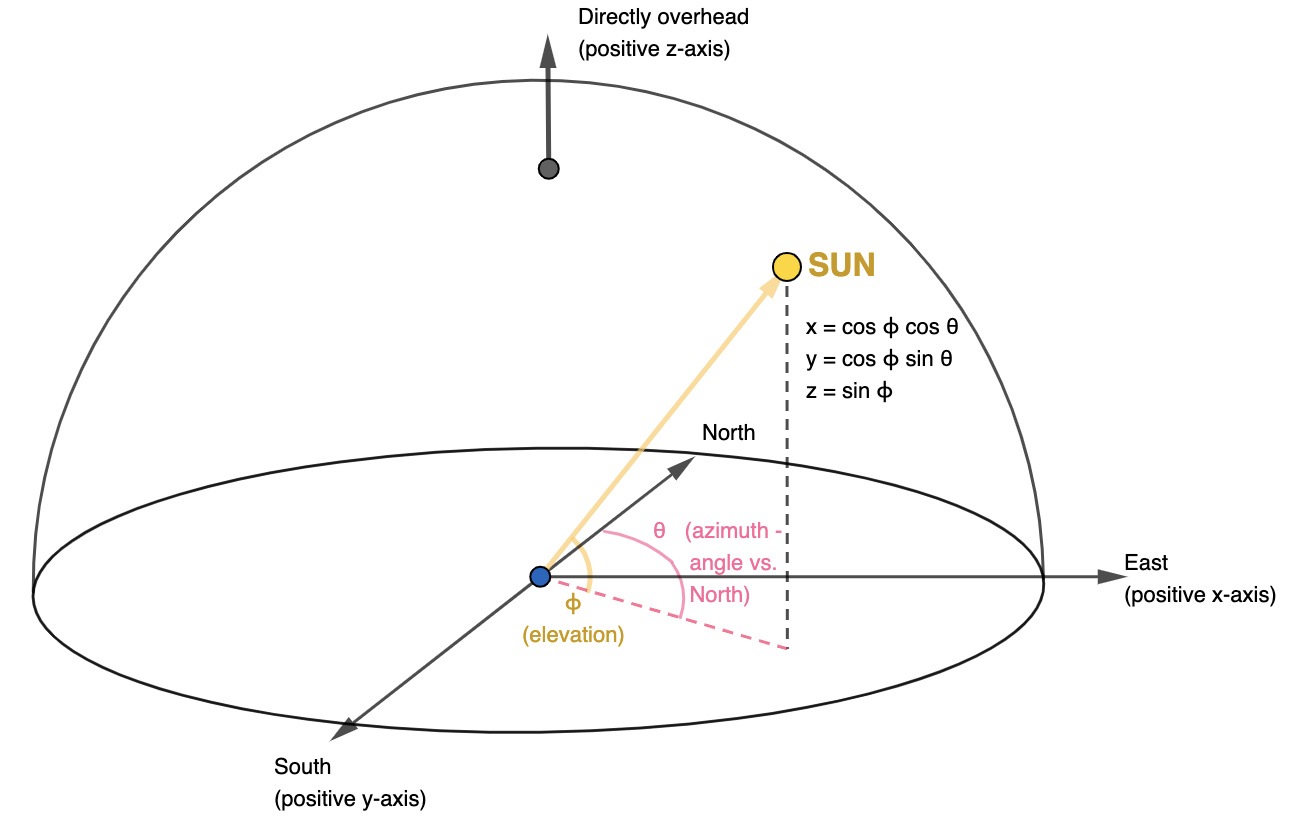 Directly overhead
(positive z-axis)
SUN
x = cos ϕ cos θ
y = cos ϕ sin θ
z = sin ϕ
North
θ (azimuth -
angle vs.
North)
East
(positive x-axis)
ϕ
(elevation)
South
(positive y-axis)